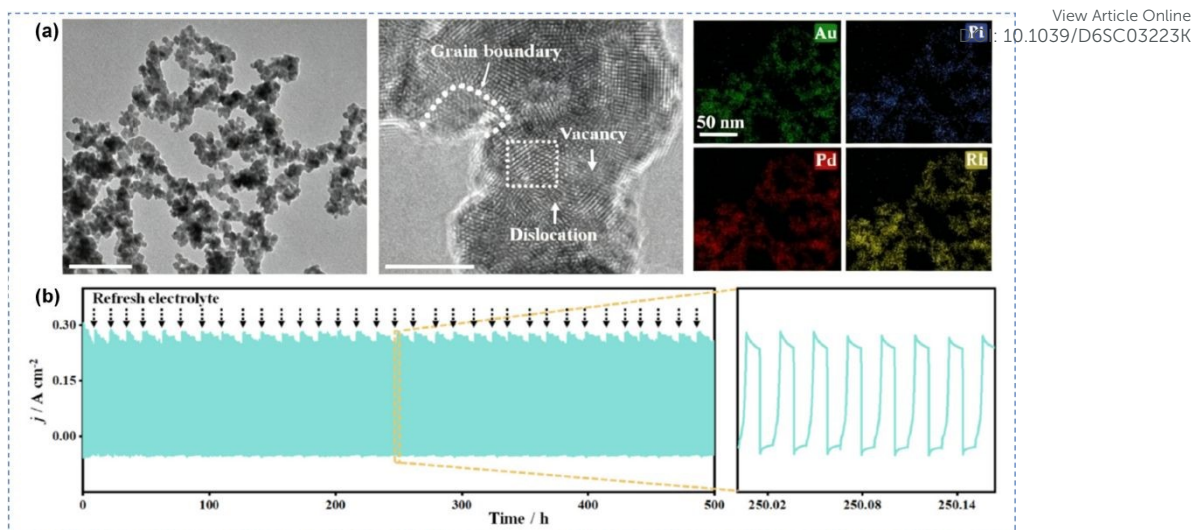 View Article Online
: 10.1039/D6SC03223K
(a)
Grain boundary
Vacancy
Dislocation
Au
50 nm
Pd
Rh
(b)
Refresh electrolyte
j / A cm⁻²
0.30
0.15
0.00
0 100 200 300 400 500
Time / h
250.02 250.08 250.14